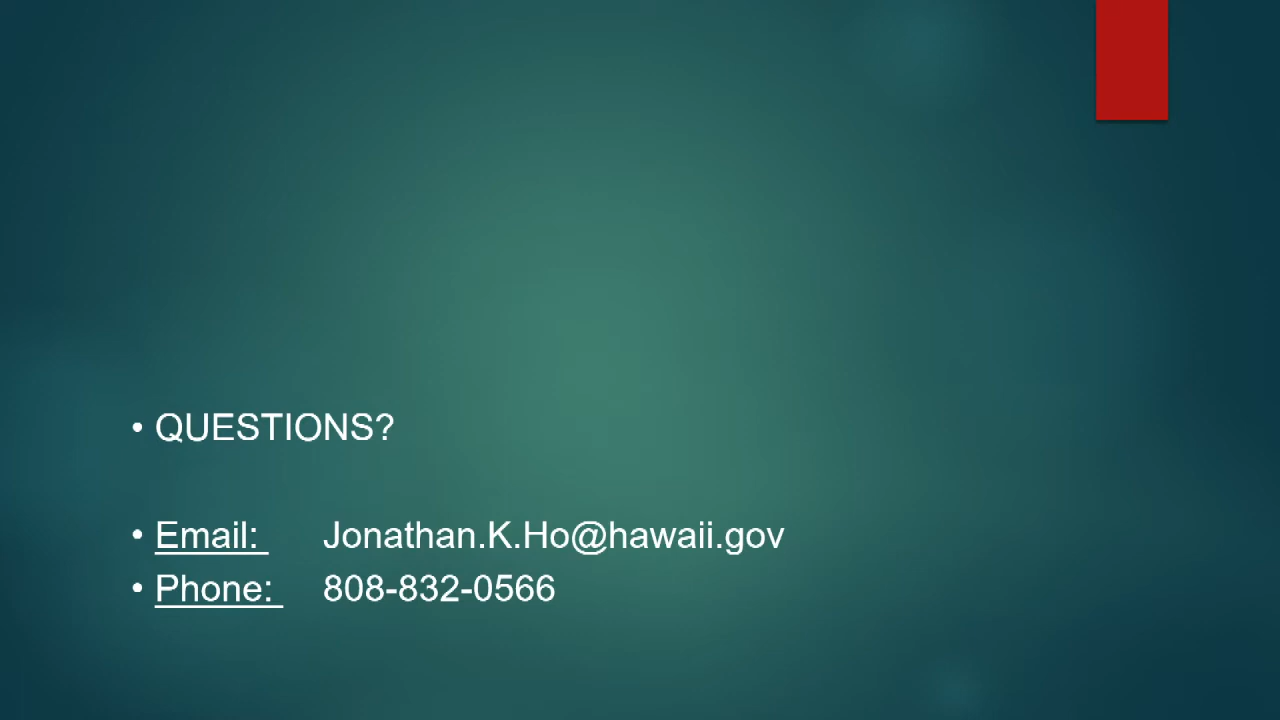 • QUESTIONS?
• Email: Jonathan.K.Ho@hawaii.gov
• Phone: 808-832-0566